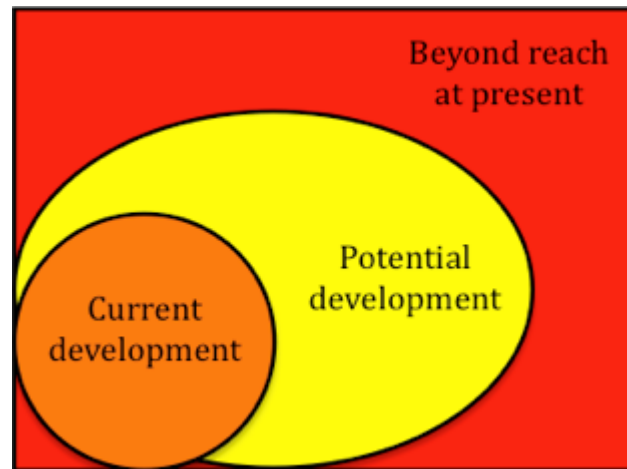 Beyond reach
at present
Potential
development
Current
development